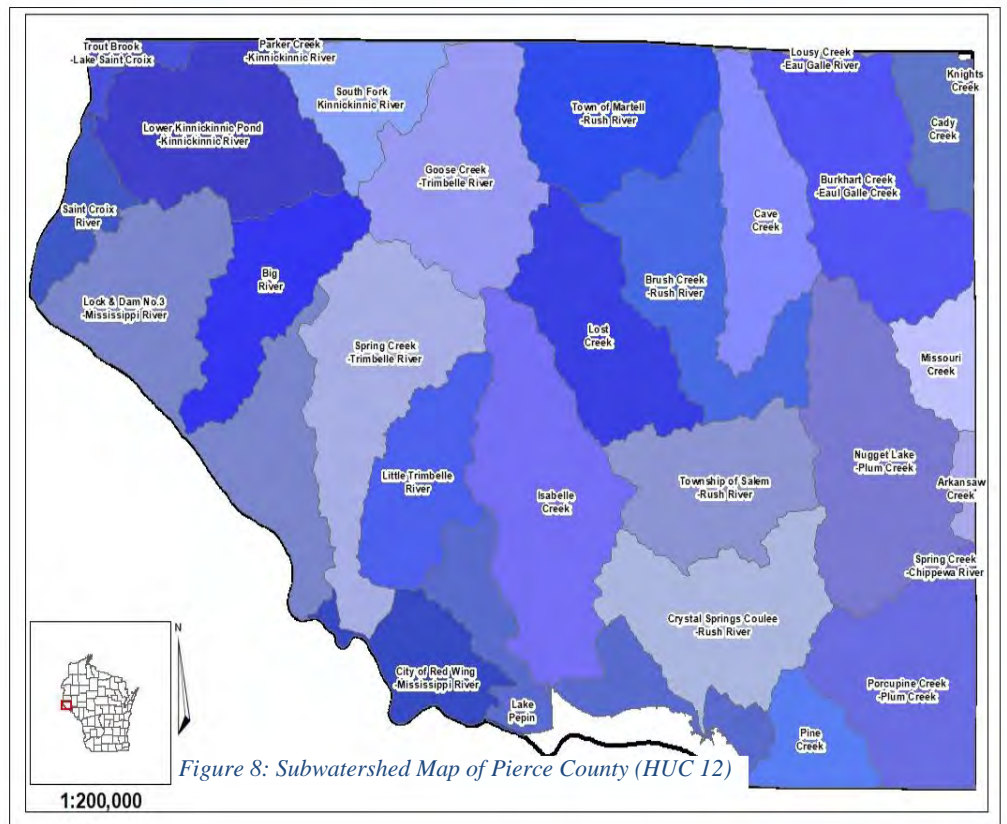 Trout Brook
-Lake Saint Croix
Parker Creek
-Kinnickinnic River
Lousy Creek
-Eau Galle River
Knights
Creek
South Fork
Kinnickinnic River
Town of Martell
-Rush River
Cady
Creek
Lower Kinnickinnic Pond
-Kinnickinnic River
Goose Creek
-Trimbelle River
Burkhart Creek
-Eaul Galle Creek
Saint Croix
River
Cave
Creek
Big
River
Brush Creek
-Rush River
Lock & Dam No.3
-Mississippi River
Lost
Creek
Spring Creek
-Trimbelle River
Missouri
Creek
Nugget Lake
-Plum Creek
Little Trimbelle
River
Township of Salem
-Rush River
Arkansaw
Creek
Isabelle
Creek
Spring Creek
-Chippewa River
Crystal Springs Coulee
-Rush River
N
City of Red Wing
-Mississippi River
Porcupine Creek
-Plum Creek
Lake
Pepin
Pine
Creek
Figure 8: Subwatershed Map of Pierce County (HUC 12)
1:200,000